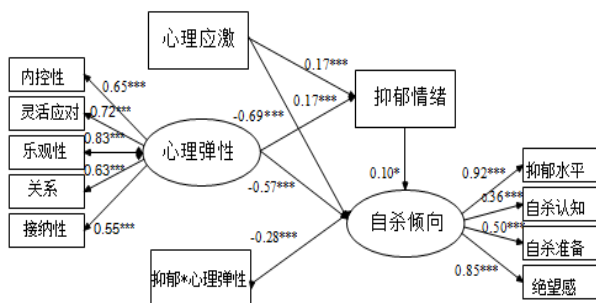 心理应激
内控性
灵活应对
乐观性
关系
接纳性
0.65***
0.72***
0.83***
0.63***
0.55***
心理弹性
0.17***
0.17***
-0.69***
-0.57***
-0.28***
抑郁情绪
0.10*
自杀倾向
抑郁*心理弹性
0.92***
0.36***
0.50***
0.85***
抑郁水平
自杀认知
自杀准备
绝望感